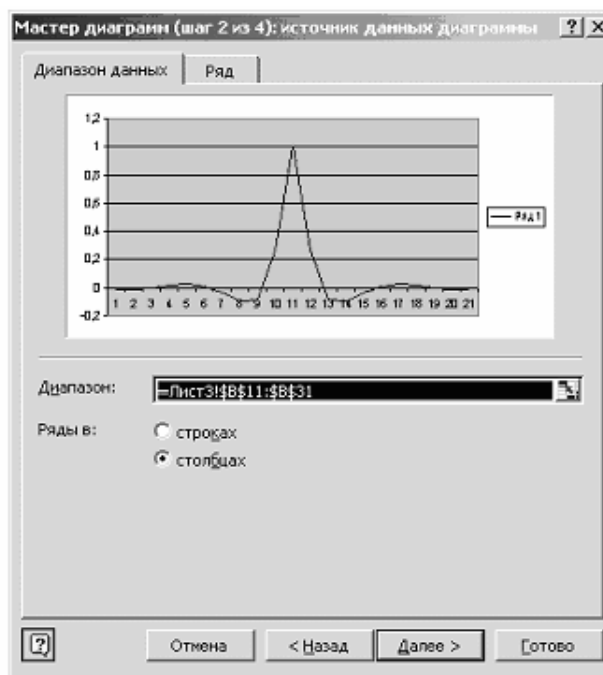 Мастер диаграмм (шаг 2 из 4): источник данных диаграммы ? X
Диапазон данных Ряд
1,2
1
0,8
0,6
0,4
0,2
0
-0,2
1 2 3 4 5 6 7 8 9 10 11 12 13 14 15 16 17 18 19 20 21
Ряд1
Диапазон: =Лист3!$B$11:$B$31
Ряды в: строках
столбцах
? Отмена < Назад Далее > Готово